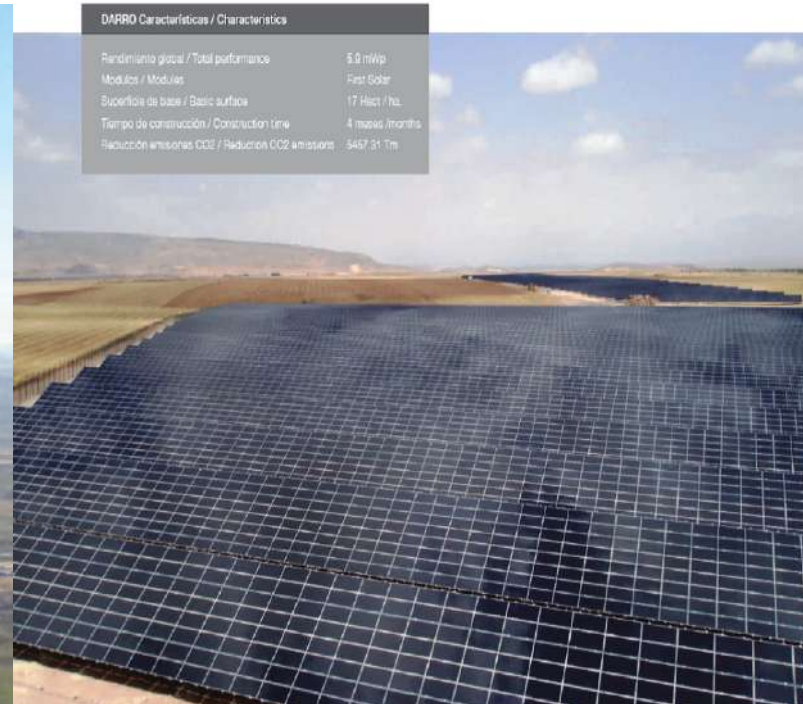 DARRO Características / Characteristics
Rendimiento global / Total performance 5.9 mWp
Modulos / Modules First Solar
Superficie de base / Basic surface 17 Hect / ha.
Tiempo de construcción / Construction time 4 meses /months
Reducción emisiones CO2 / Reduction CO2 emissions 5457.31 Tm